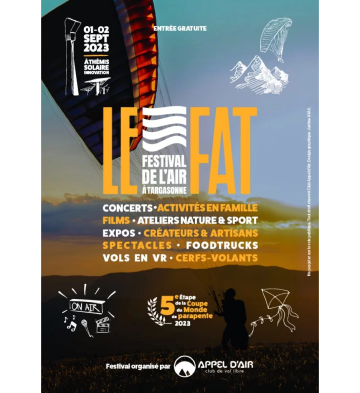 01-02
SEPT
2023
ENTRÉE GRATUITE
À THÉMIS
SOLAIRE
INNOVATION
LE FAT
FESTIVAL
DE L'AIR
À TARGASONNE
CONCERTS • ACTIVITÉS EN FAMILLE
FILMS • ATELIERS NATURE & SPORT
EXPOS • CRÉATEURS & ARTISANS
SPECTACLES • FOODTRUCKS
VOLS EN VR • CERFS-VOLANTS
ON AIR
5e Étape
de la Coupe
du Monde
de parapente
2023
Festival organisé par APPEL D'AIR
club de vol libre